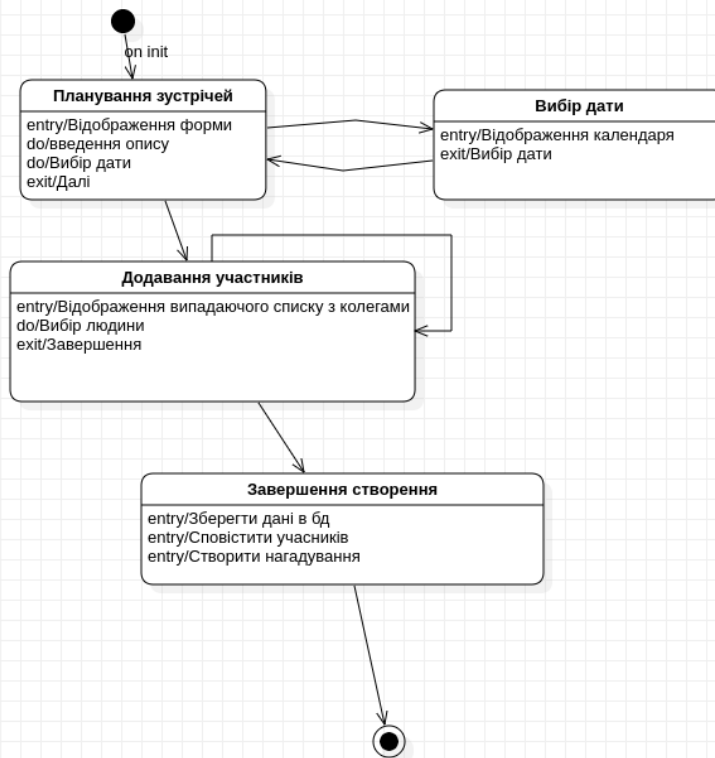 on init
Планування зустрічей
entry/Відображення форми
do/введення опису
do/Вибір дати
exit/Далі
Вибір дати
entry/Відображення календаря
exit/Вибір дати
Додавання участників
entry/Відображення випадаючого списку з колегами
do/Вибір людини
exit/Завершення
Завершення створення
entry/Зберегти дані в бд
entry/Сповістити учасників
entry/Створити нагадування